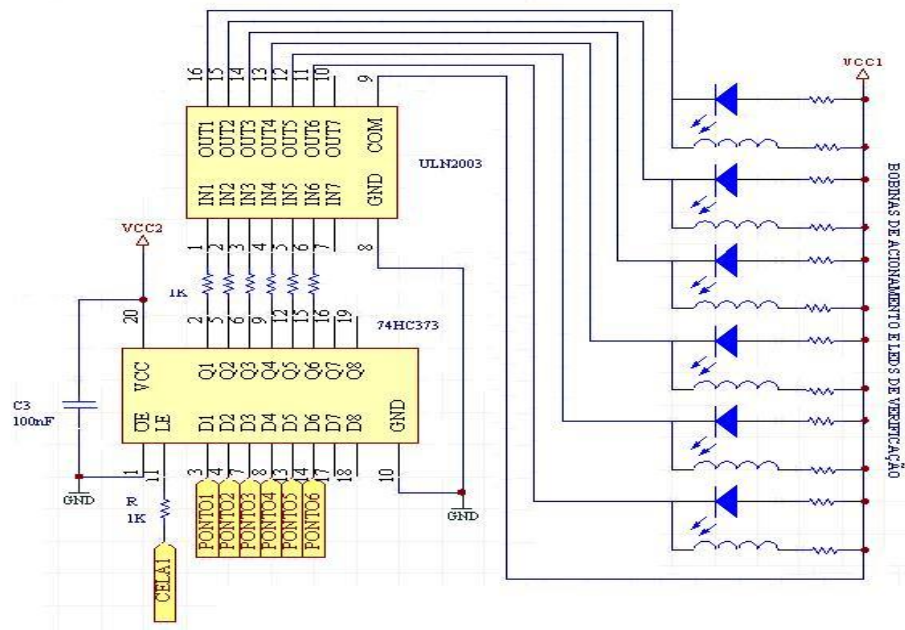 16 15 14 13 12 11 10 9
OUT1 OUT2 OUT3 OUT4 OUT5 OUT6 OUT7 COM
IN1 IN2 IN3 IN4 IN5 IN6 IN7 GND
ULN2003
1 2 3 4 5 6 7 8
VCC1
BOBINAS DE ACIONAMENTO E LEDS DE VERIFICAÇÃO
VCC2
1K
74HC373
20 2 5 6 9 12 15 16 19
VCC Q1 Q2 Q3 Q4 Q5 Q6 Q7 Q8
OE LE D1 D2 D3 D4 D5 D6 D7 D8 GND
C3
100nF
1 11 3 4 7 8 13 14 17 18 10
GND
R
1K
PONTO1 PONTO2 PONTO3 PONTO4 PONTO5 PONTO6
GND
CELA1